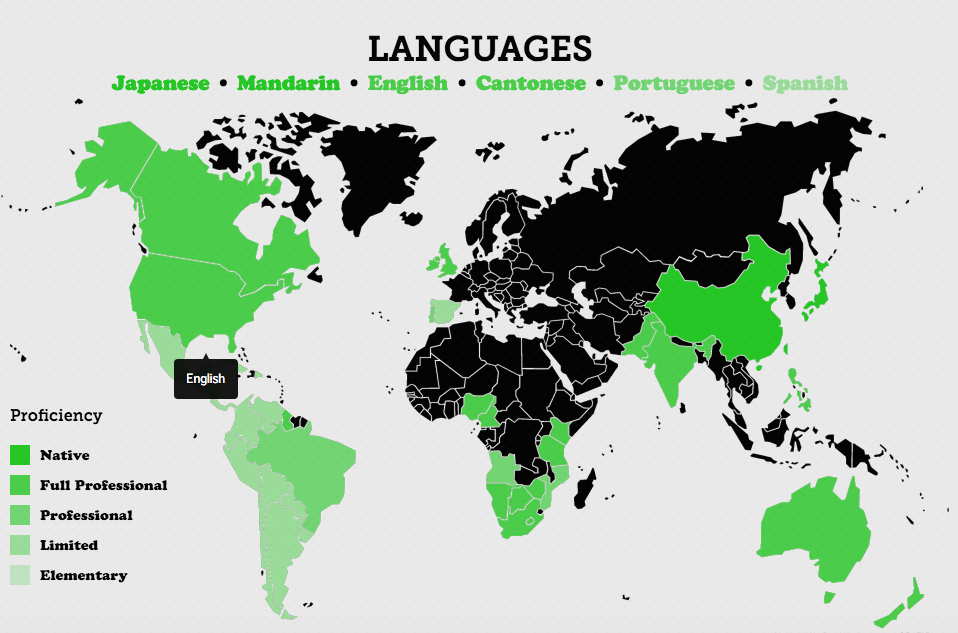 LANGUAGES
Japanese • Mandarin • English • Cantonese • Portuguese • Spanish
English
Proficiency
Native
Full Professional
Professional
Limited
Elementary